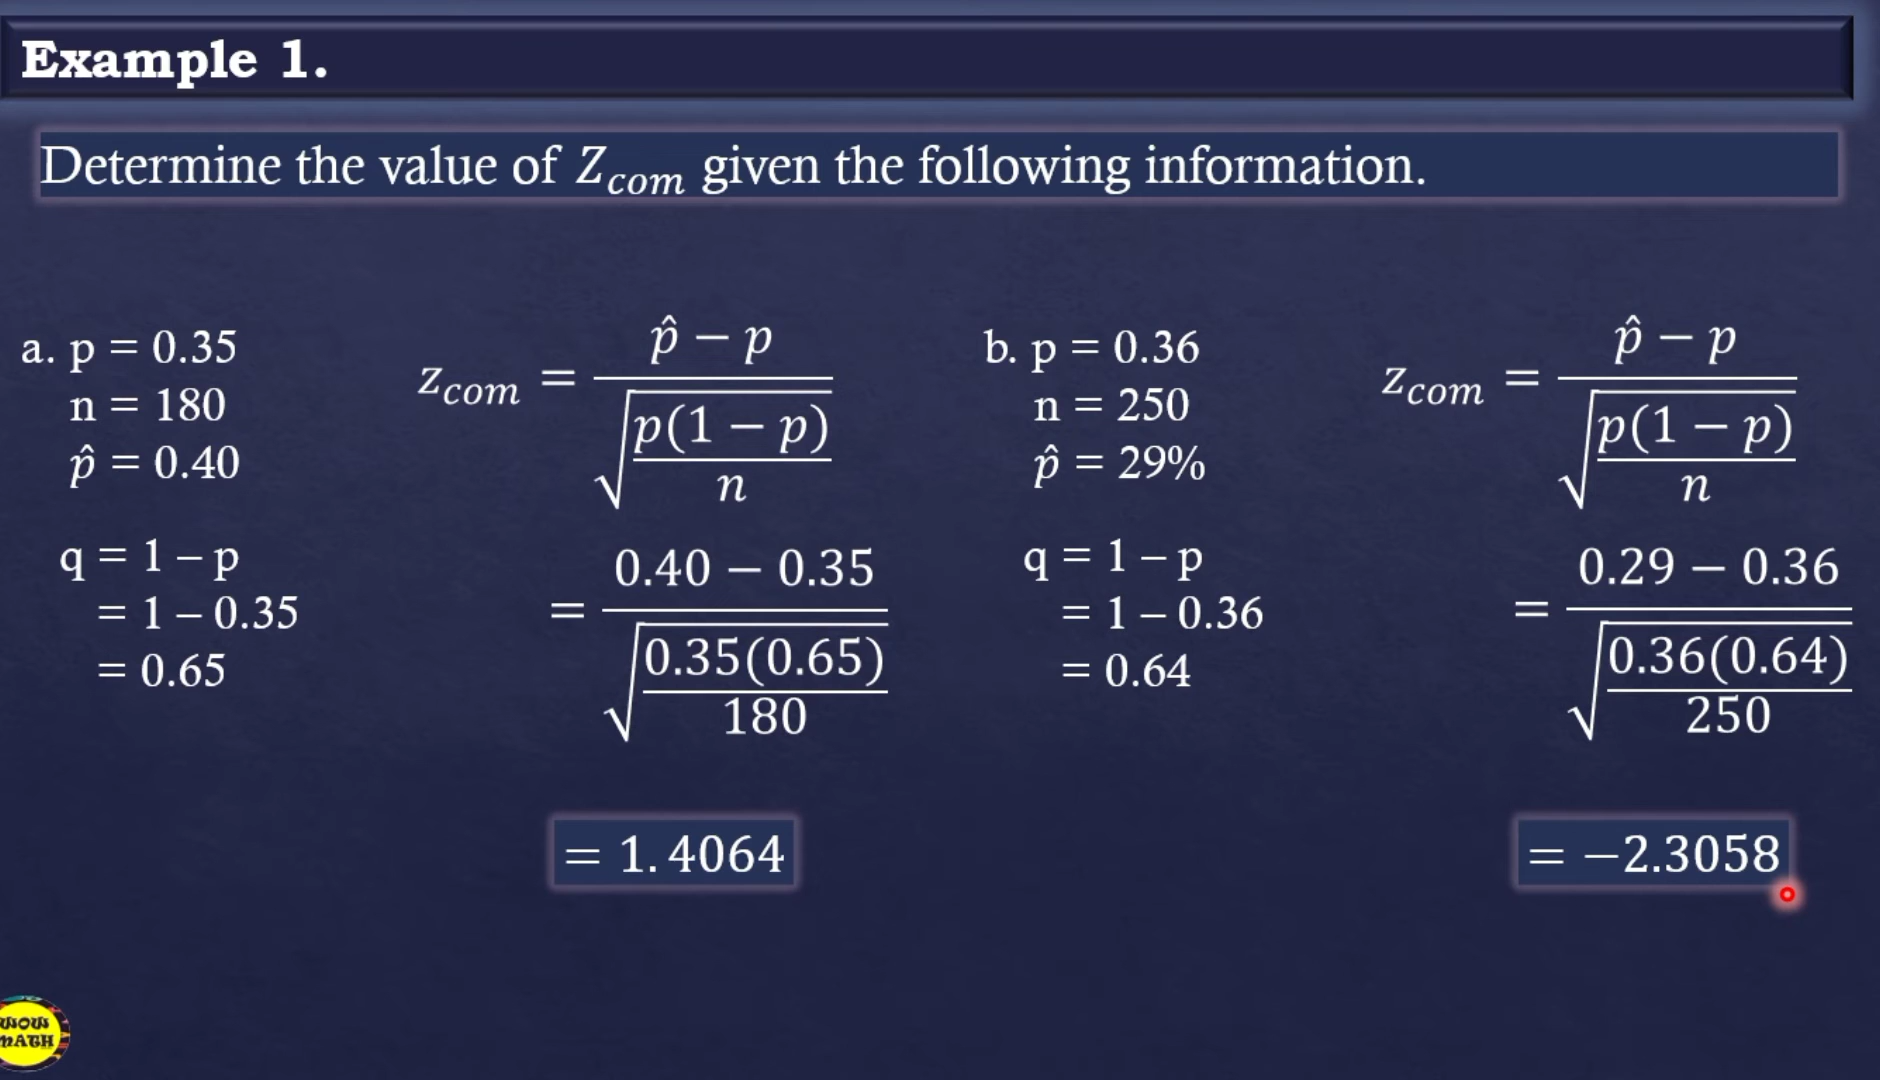 Example 1.
Determine the value of Z_com given the following information.
a. p = 0.35
n = 180
p̂ = 0.40
q = 1 – p
= 1 – 0.35
= 0.65
z_com = (p̂ − p) / √(p(1 − p)/n)
= (0.40 − 0.35) / √(0.35(0.65)/180)
= 1.4064
b. p = 0.36
n = 250
p̂ = 29%
q = 1 – p
= 1 – 0.36
= 0.64
z_com = (p̂ − p) / √(p(1 − p)/n)
= (0.29 − 0.36) / √(0.36(0.64)/250)
= −2.3058
WOW
MATH